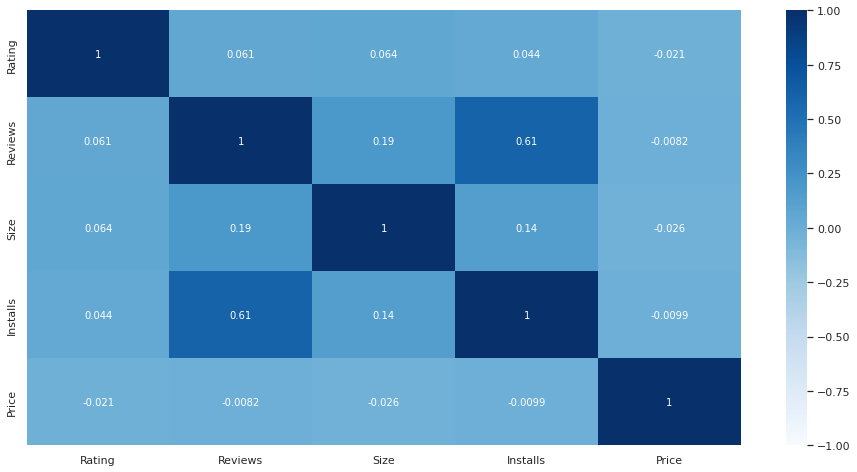 Rating 1 0.061 0.064 0.044 -0.021
Reviews 0.061 1 0.19 0.61 -0.0082
Size 0.064 0.19 1 0.14 -0.026
Installs 0.044 0.61 0.14 1 -0.0099
Price -0.021 -0.0082 -0.026 -0.0099 1
Rating Reviews Size Installs Price
1.00
0.75
0.50
0.25
0.00
-0.25
-0.50
-0.75
-1.00